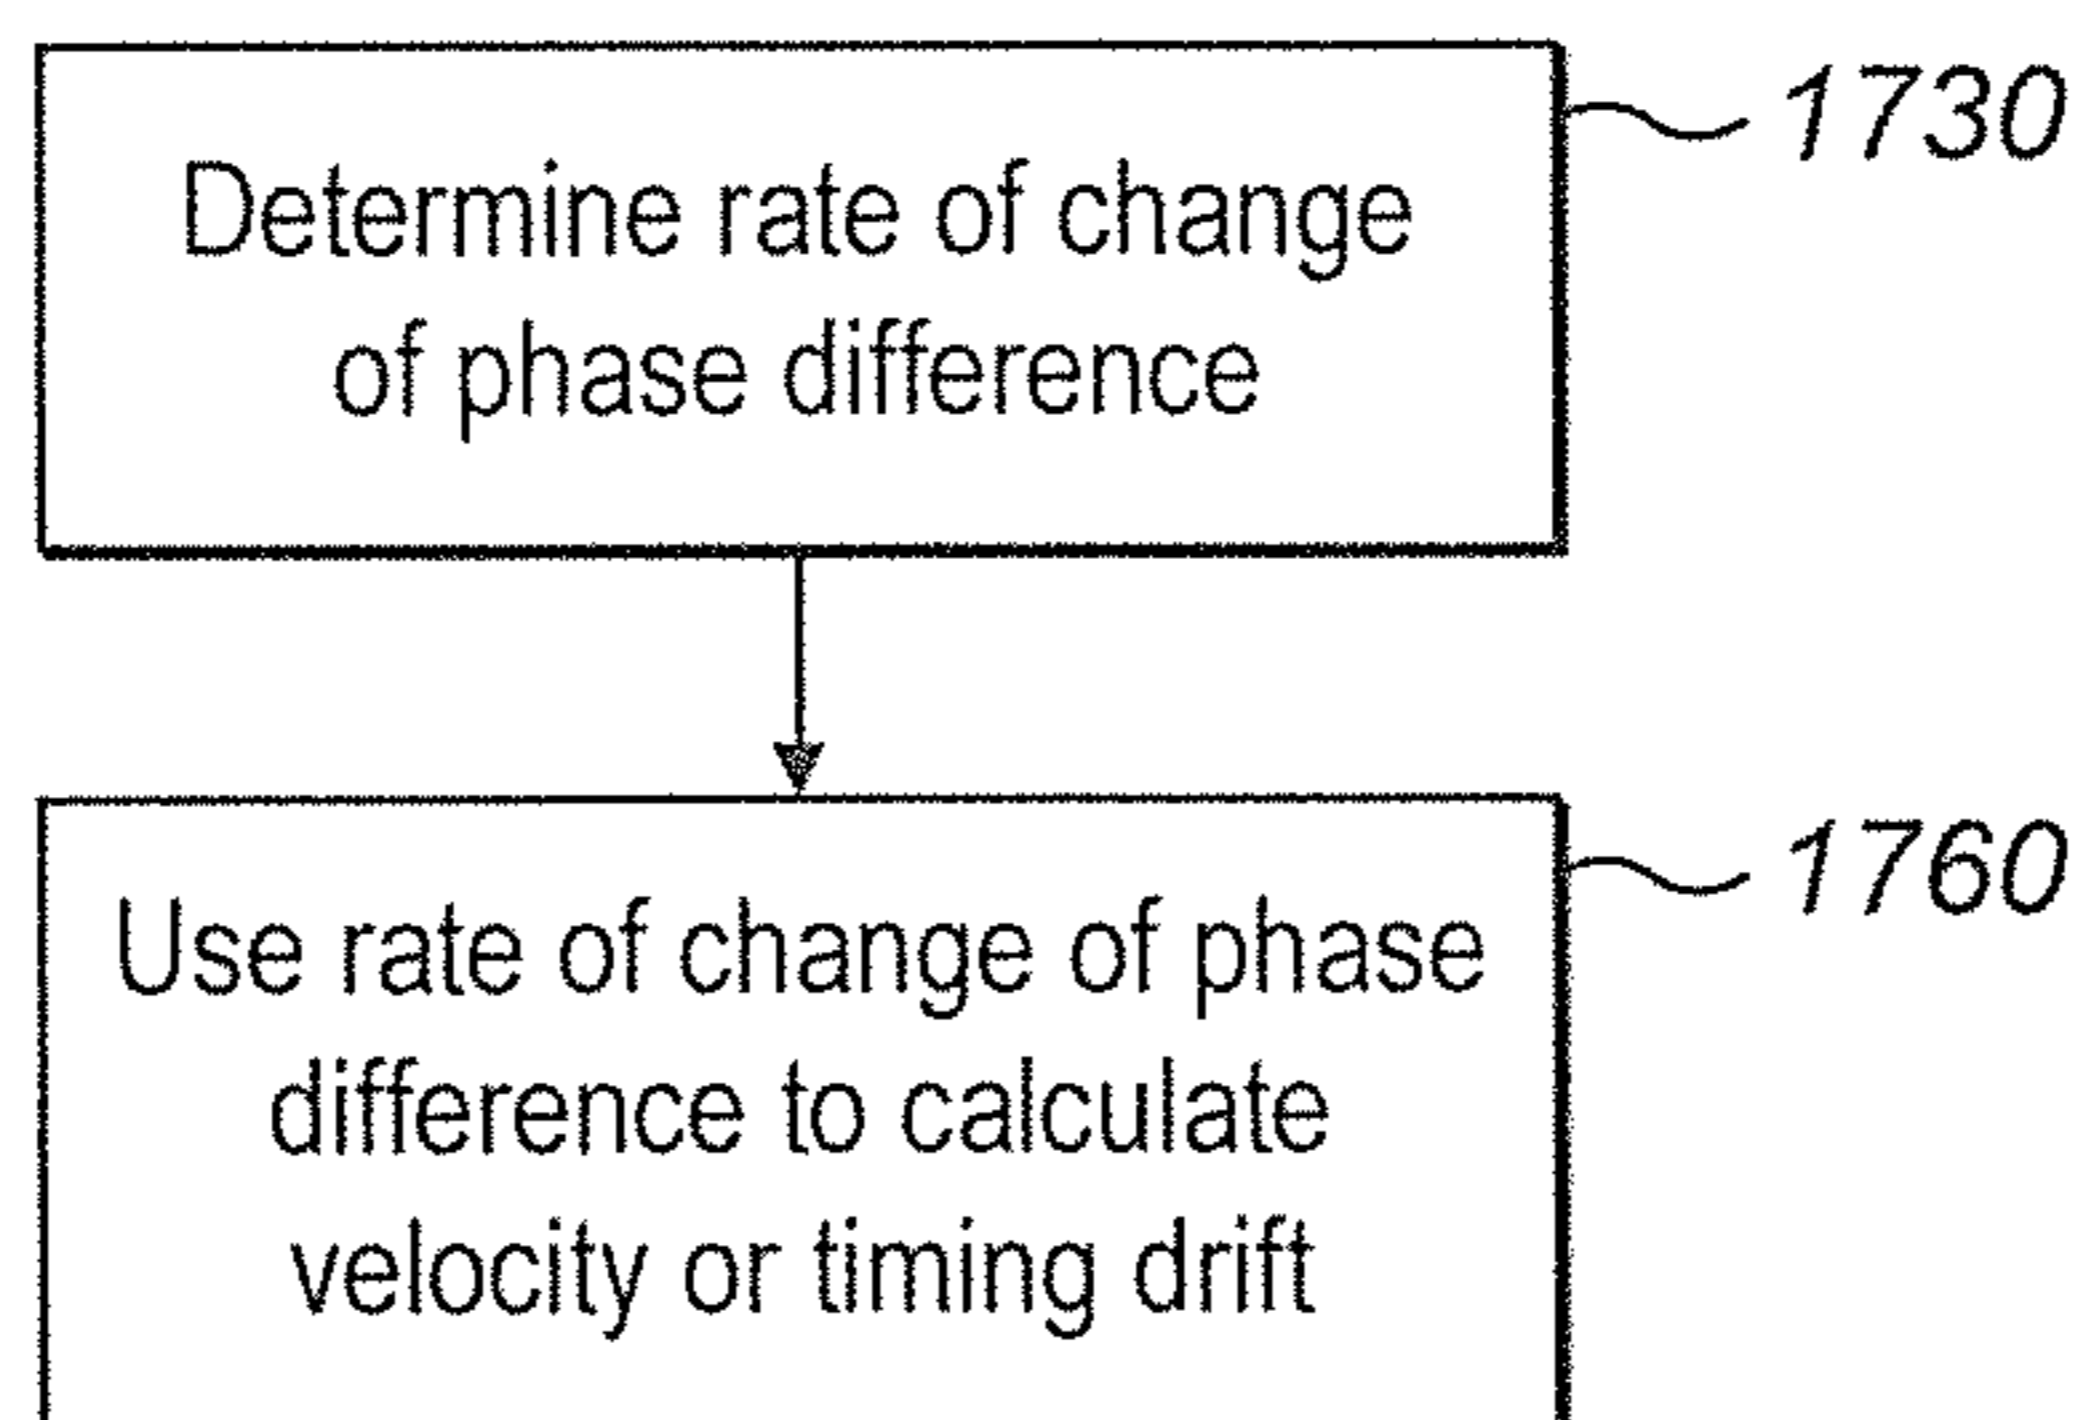 1730
Determine rate of change
of phase difference
1760
Use rate of change of phase
difference to calculate
velocity or timing drift